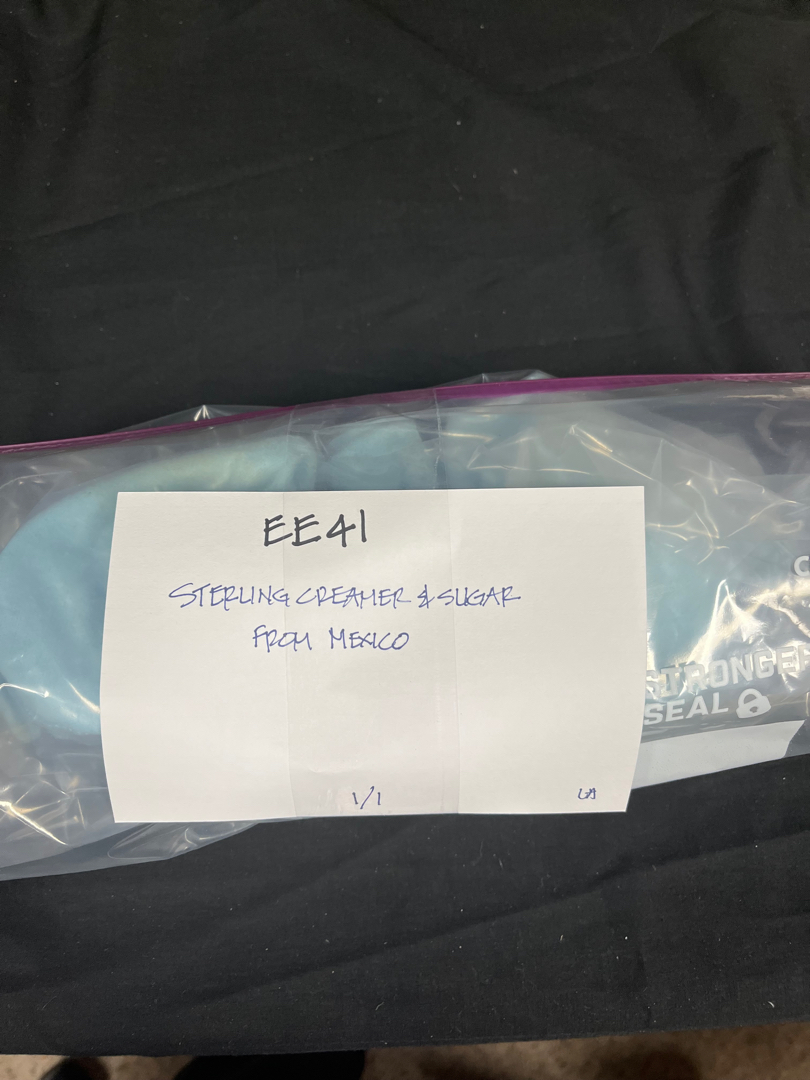 EE41
STERLING CREAMER & SUGAR
FROM MEXICO
1/1
STRONGER
SEAL